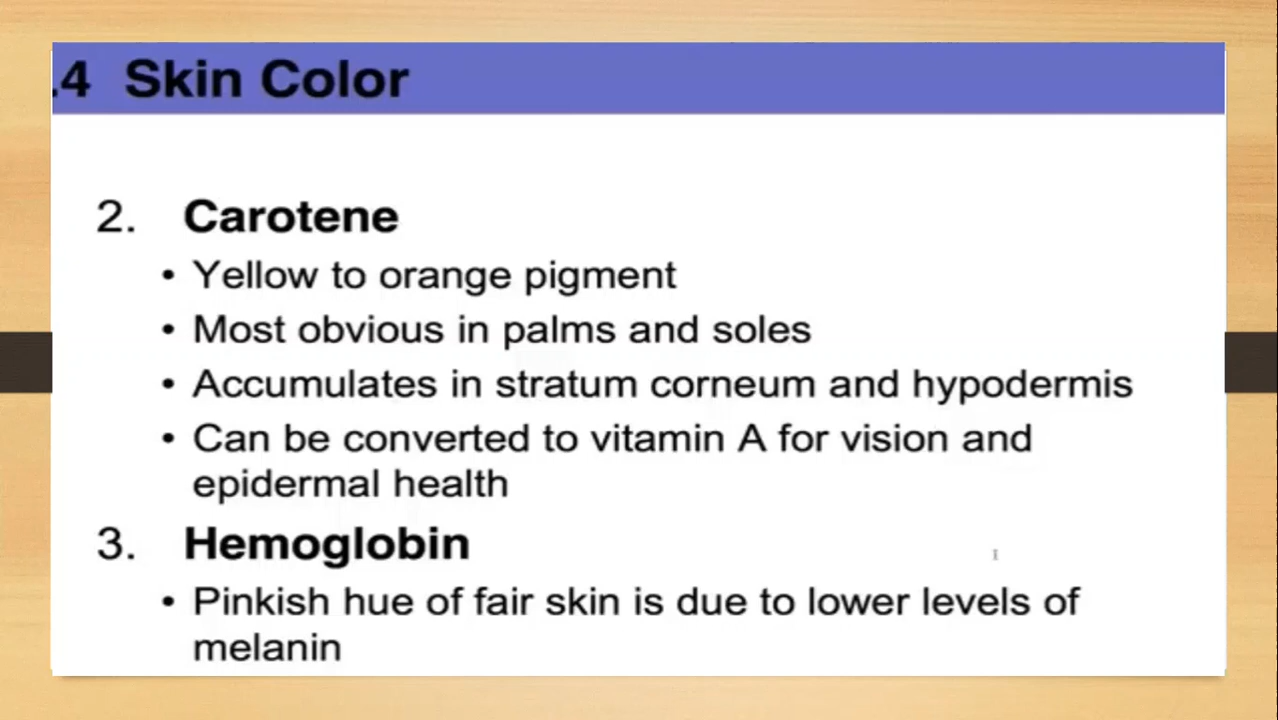 .4 Skin Color
2. Carotene
• Yellow to orange pigment
• Most obvious in palms and soles
• Accumulates in stratum corneum and hypodermis
• Can be converted to vitamin A for vision and
epidermal health
3. Hemoglobin
• Pinkish hue of fair skin is due to lower levels of
melanin